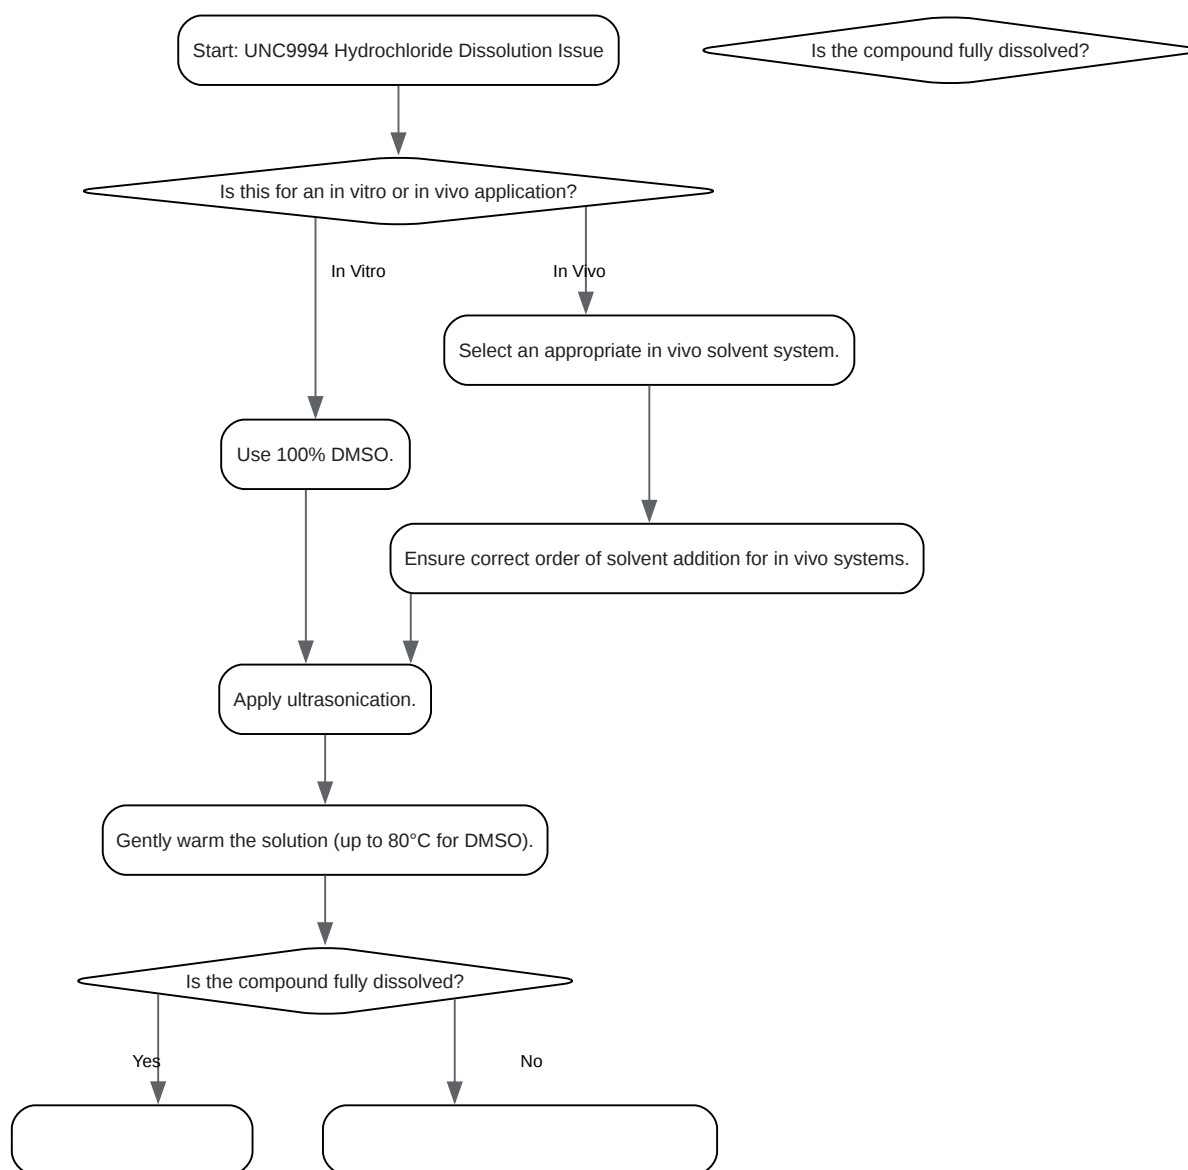 Start: UNC9994 Hydrochloride Dissolution Issue
Is the compound fully dissolved?
Is this for an in vitro or in vivo application?
In Vitro
In Vivo
Select an appropriate in vivo solvent system.
Use 100% DMSO.
Ensure correct order of solvent addition for in vivo systems.
Apply ultrasonication.
Gently warm the solution (up to 80°C for DMSO).
Is the compound fully dissolved?
Yes
No